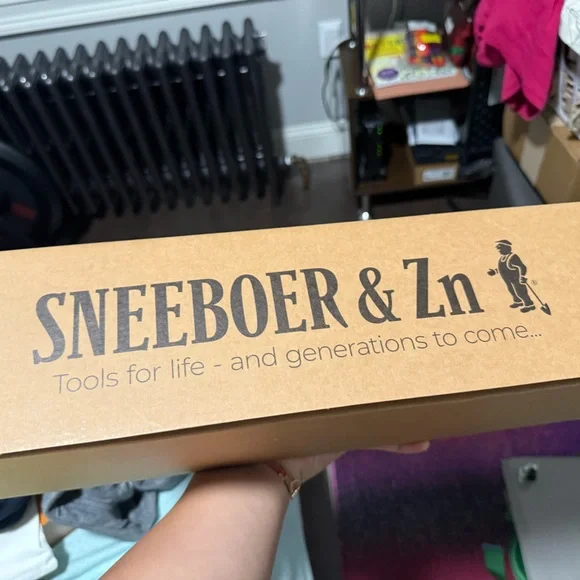 SNEEBOER & Zn
Tools for life - and generations to come...